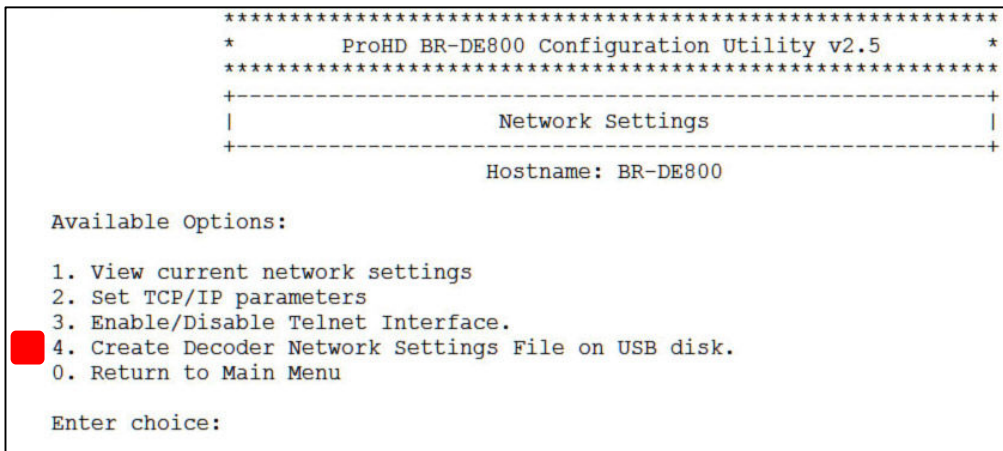 ***********************************************************
* ProHD BR-DE800 Configuration Utility v2.5 *
***********************************************************
+---------------------------------------------------------+
| Network Settings |
+---------------------------------------------------------+
Hostname: BR-DE800
Available Options:
1. View current network settings
2. Set TCP/IP parameters
3. Enable/Disable Telnet Interface.
4. Create Decoder Network Settings File on USB disk.
0. Return to Main Menu
Enter choice: